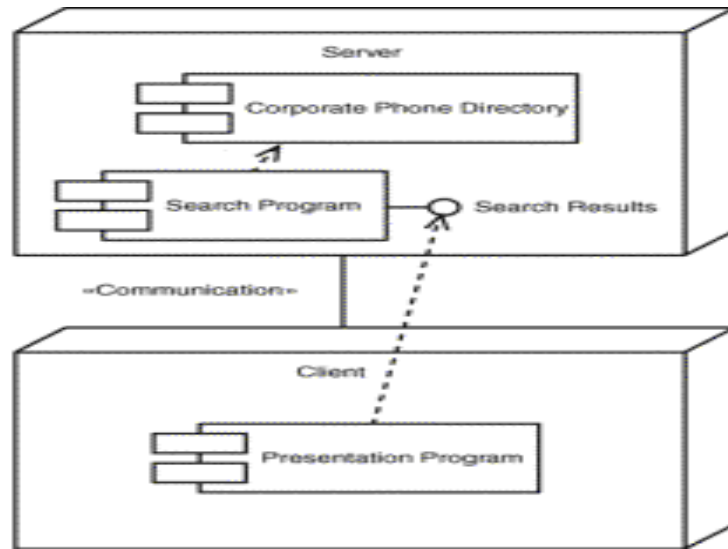 Server
Corporate Phone Directory
Search Program
Search Results
«Communication»
Client
Presentation Program